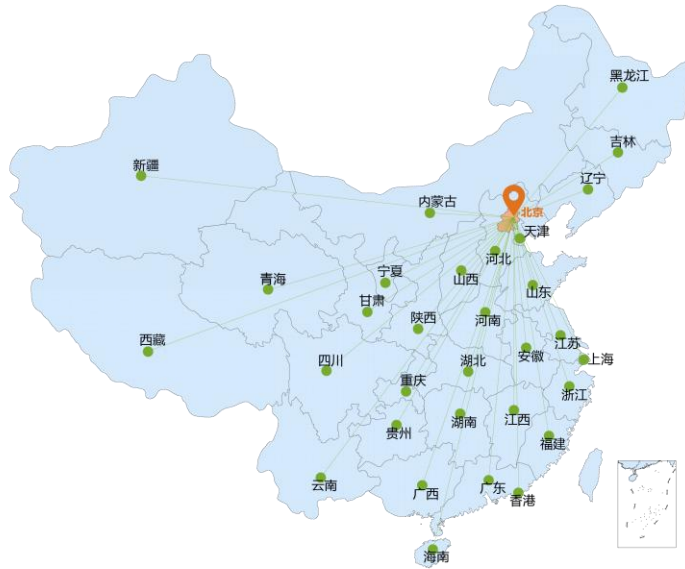 黑龙江
吉林
新疆
辽宁
内蒙古
北京
天津
河北
宁夏
山西
青海
山东
甘肃
陕西
河南
江苏
西藏
安徽
上海
四川
湖北
重庆
浙江
湖南
江西
贵州
福建
云南
广西
广东
香港
海南